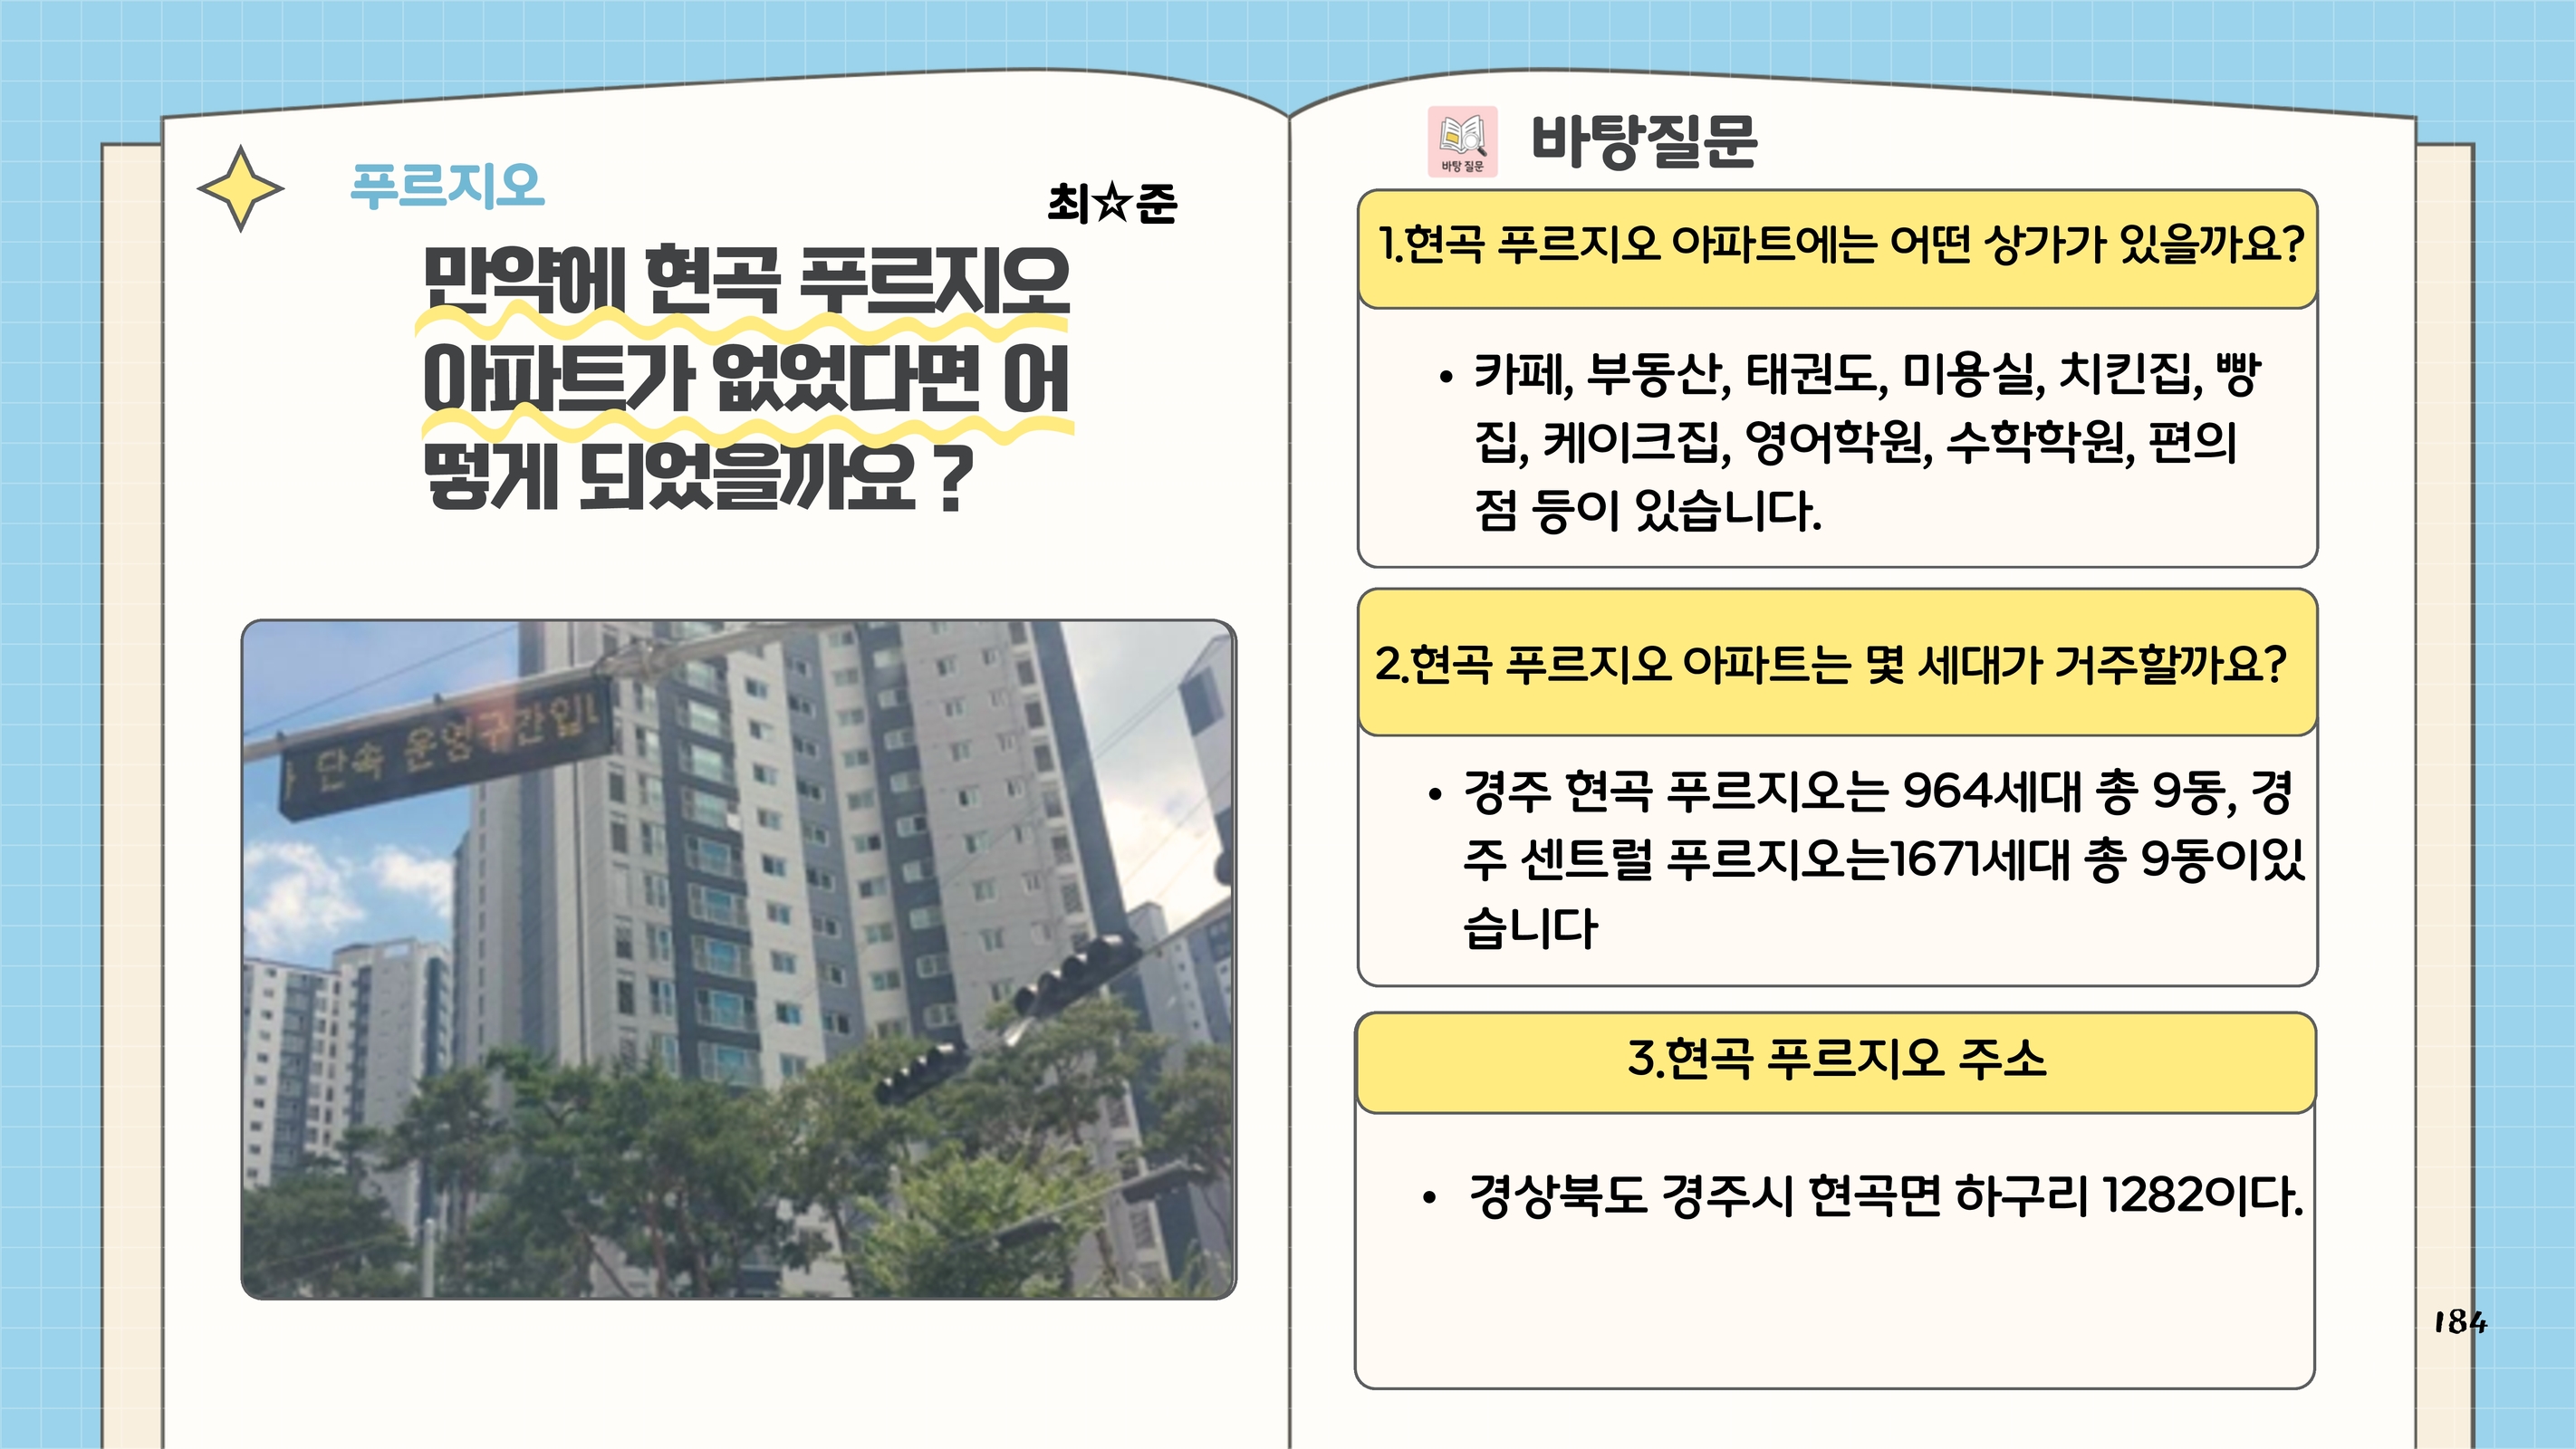 푸르지오
최☆준
만약에 현곡 푸르지오
아파트가 없었다면 어
떻게 되었을까요 ?
단속 운영구간입니
바탕 질문
바탕질문
1.현곡 푸르지오 아파트에는 어떤 상가가 있을까요?
• 카페, 부동산, 태권도, 미용실, 치킨집, 빵
집, 케이크집, 영어학원, 수학학원, 편의
점 등이 있습니다.
2.현곡 푸르지오 아파트는 몇 세대가 거주할까요?
• 경주 현곡 푸르지오는 964세대 총 9동, 경
주 센트럴 푸르지오는1671세대 총 9동이있
습니다
3.현곡 푸르지오 주소
• 경상북도 경주시 현곡면 하구리 1282이다.
184